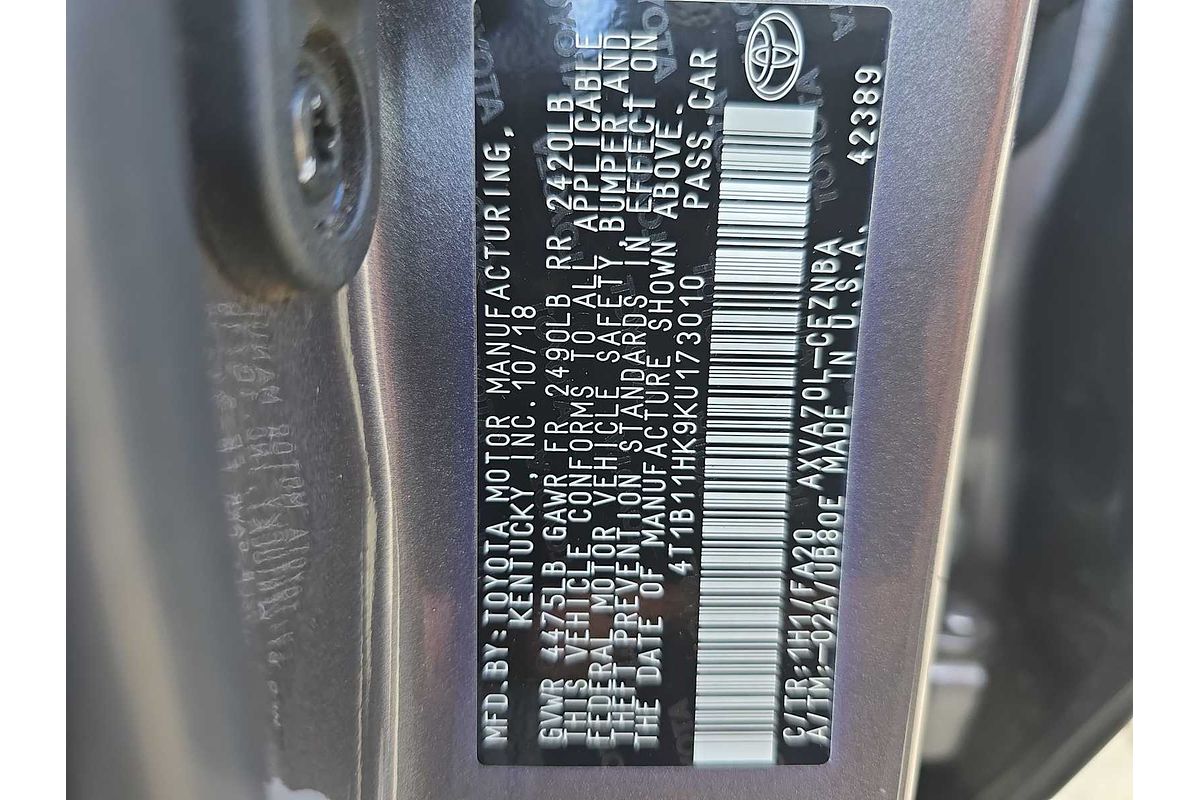 MFD.BY:TOYOTA MOTOR MANUFACTURING,
KENTUCKY,INC. 10/18
GVWR 4475LB GAWR FR 2490LB RR 2420LB
THIS VEHICLE CONFORMS TO ALL APPLICABLE
FEDERAL MOTOR VEHICLE SAFETY,BUMPER,AND
THEFT PREVENTION STANDARDS IN EFFECT ON
THE DATE OF MANUFACTURE SHOWN ABOVE.
4T1B11HK9KU173010 PASS.CAR
C/TR:1H1/FA20 AXVA70L-CEZNBA
A/TM:-02A/UB80E MADE IN U.S.A. 42389